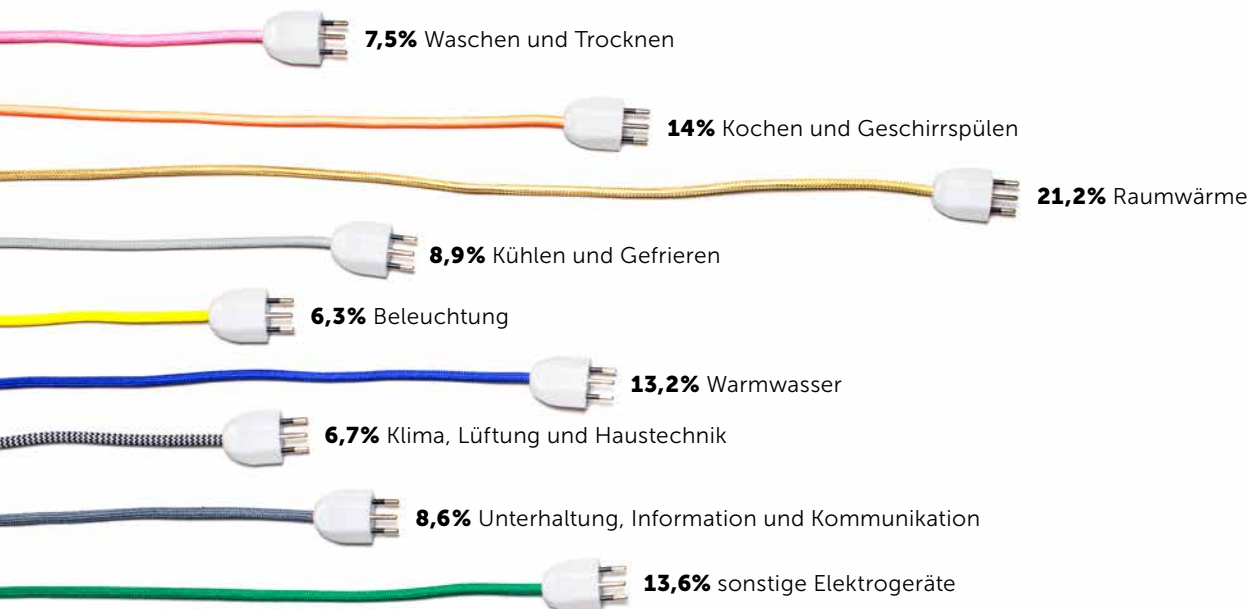 7,5% Waschen und Trocknen
14% Kochen und Geschirrspülen
21,2% Raumwärme
8,9% Kühlen und Gefrieren
6,3% Beleuchtung
13,2% Warmwasser
6,7% Klima, Lüftung und Haustechnik
8,6% Unterhaltung, Information und Kommunikation
13,6% sonstige Elektrogeräte